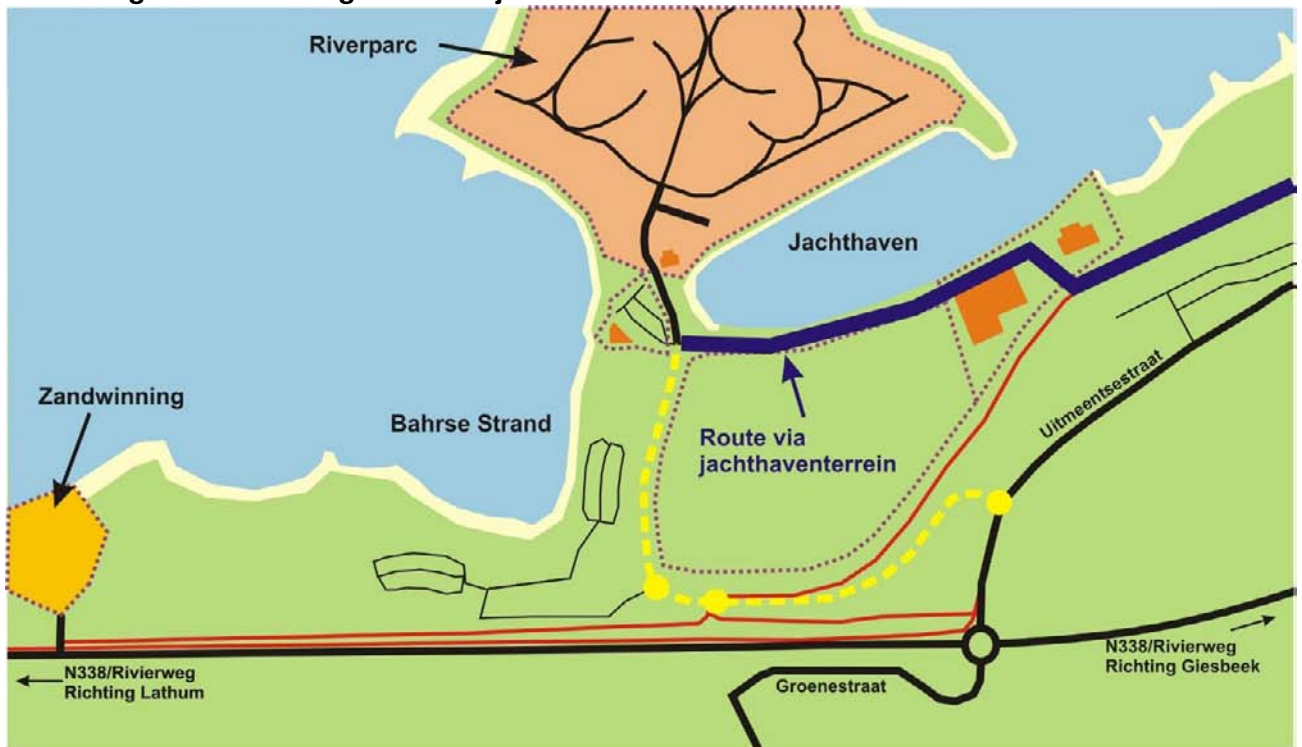 Riverparc
Jachthaven
Zandwinning
Bahrse Strand
Route via
jachthaventerrein
Uitmeentsestraat
N338/Rivierweg
Richting Lathum
Groenestraat
N338/Rivierweg
Richting Giesbeek